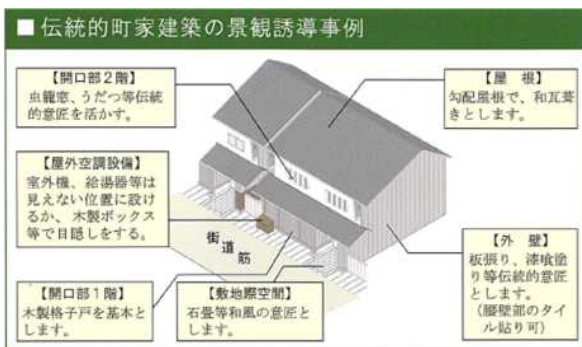 ■ 伝統的町家建築の景観誘導事例
【開口部2階】
虫籠窓、うだつ等伝統
的意匠を活かす。
【屋 根】
勾配屋根で、和瓦葺
きとします。
【屋外空調設備】
室外機、給湯器等は
見えない位置に設け
るか、木製ボックス
等で目隠しをする。
街道筋
【外 壁】
板張り、漆喰塗
り等伝統的意匠
とします。
(腰壁部のタイ
ル貼り可)
【開口部1階】
木製格子戸を基本と
します。
【敷地際空間】
石畳等和風の意匠と
します。